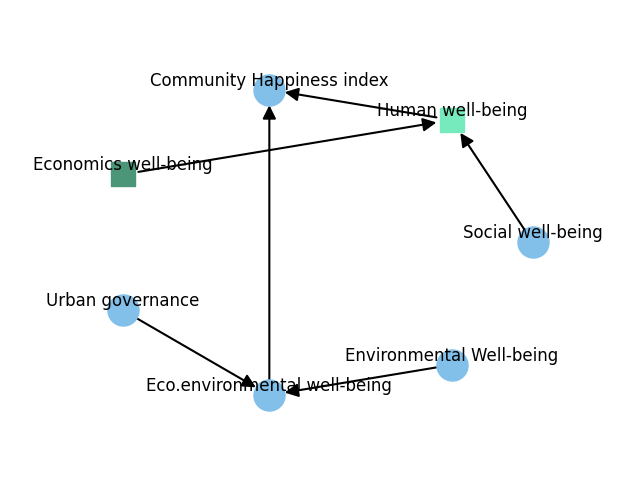 Community Happiness index
Human well-being
Economics well-being
Social well-being
Urban governance
Environmental Well-being
Eco.environmental well-being